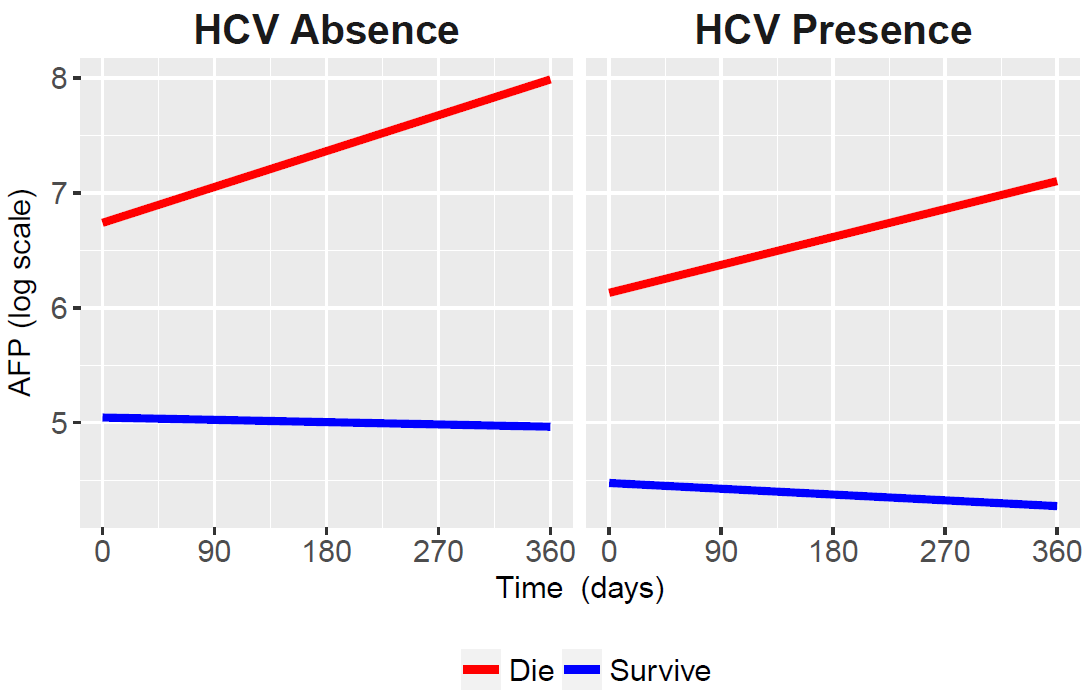 HCV Absence HCV Presence
8
7
6
5
AFP (log scale)
0 90 180 270 360 0 90 180 270 360
Time (days)
Die Survive